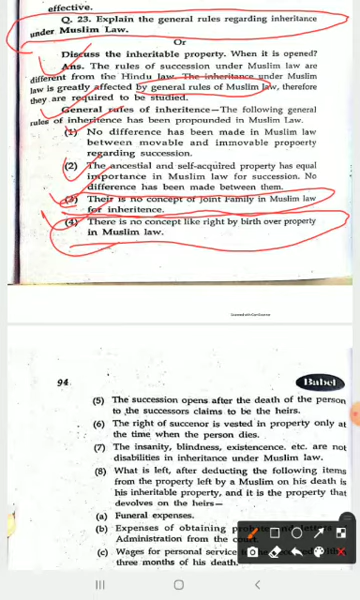 effective.
Q. 23. Explain the general rules regarding inheritance
under Muslim Law.
Or
Discuss the inheritable property. When it is opened?
Ans. The rules of succession under Muslim law are
different from the Hindu law. The inheritance under Muslim
law is greatly affected by general rules of Muslim law, therefore
they are required to be studied.
General rules of inheritence—The following general
rules of inheritence has been propounded in Muslim Law.
(1) No difference has been made in Muslim law
between movable and immovable propoerty
regarding succession.
(2) The ancestial and self-acquired property has equal
importance in Muslim law for succession. No
difference has been made between them.
(3) Their is no concept of Joint Family in Muslim law
for inheritence.
(4) There is no concept like right by birth over property
in Muslim law.
Scanned with CamScanner
94
Babel
(5) The succession opens after the death of the person
to the successors claims to be the heirs.
(6) The right of succenor is vested in property only at
the time when the person dies.
(7) The insanity, blindness, existencence. etc. are not
disabilities in inheritance under Muslim law.
(8) What is left, after deducting the following items
from the property left by a Muslim on his death is
his inheritable property, and it is the property that
devolves on the heirs—
(a) Funeral expenses.
(b) Expenses of obtaining
Administration from the
(c) Wages for personal service
three months of his death.